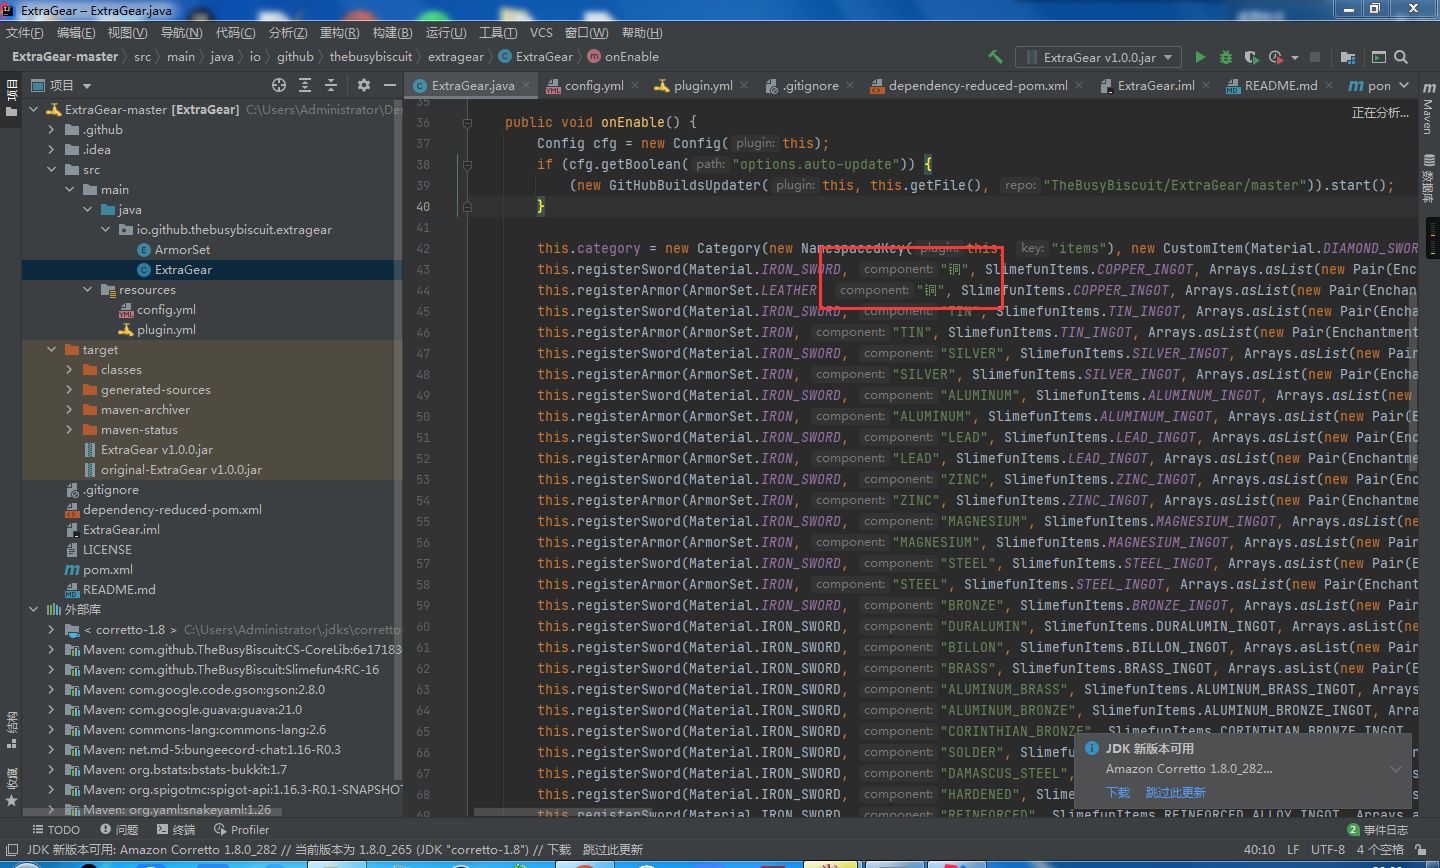 ExtraGear – ExtraGear.java
文件(F) 编辑(E) 视图(V) 导航(N) 代码(C) 分析(Z) 重构(R) 构建(B) 运行(U) 工具(T) VCS 窗口(W) 帮助(H)
ExtraGear-master src main java io github thebusybiscuit extragear ExtraGear onEnable ExtraGear v1.0.0.jar
项目 ExtraGear.java config.yml plugin.yml .gitignore dependency-reduced-pom.xml ExtraGear.iml README.md pon
ExtraGear-master [ExtraGear] C:\Users\Administrator\De
.github
.idea
src
main
java
io.github.thebusybiscuit.extragear
ArmorSet
ExtraGear
resources
config.yml
plugin.yml
target
classes
generated-sources
maven-archiver
maven-status
ExtraGear v1.0.0.jar
original-ExtraGear v1.0.0.jar
.gitignore
dependency-reduced-pom.xml
ExtraGear.iml
LICENSE
pom.xml
README.md
外部库
< corretto-1.8 > C:\Users\Administrator\.jdks\corretto-
Maven: com.github.TheBusyBiscuit:CS-CoreLib:6e17183
Maven: com.github.TheBusyBiscuit:Slimefun4:RC-16
Maven: com.google.code.gson:gson:2.8.0
Maven: com.google.guava:guava:21.0
Maven: commons-lang:commons-lang:2.6
Maven: net.md-5:bungeecord-chat:1.16-R0.3
Maven: org.bstats:bstats-bukkit:1.7
Maven: org.spigotmc:spigot-api:1.16.3-R0.1-SNAPSHOT
Maven: org.yaml:snakeyaml:1.26
项目
结构
收藏
正在分析...
35
36 public void onEnable() {
37 Config cfg = new Config( plugin: this);
38 if (cfg.getBoolean( path: "options.auto-update")) {
39 (new GitHubBuildsUpdater( plugin: this, this.getFile(), repo: "TheBusyBiscuit/ExtraGear/master")).start();
40 }
41
42 this.category = new Category(new NamespacedKey( plugin: this, key: "items"), new CustomItem(Material.DIAMOND_SWOR
43 this.registerSword(Material.IRON_SWORD, component: "铜", SlimefunItems.COPPER_INGOT, Arrays.asList(new Pair(Enc
44 this.registerArmor(ArmorSet.LEATHER component: "铜", SlimefunItems.COPPER_INGOT, Arrays.asList(new Pair(Enchan
45 this.registerSword(Material.IRON_SWORD, component: "TIN", SlimefunItems.TIN_INGOT, Arrays.asList(new Pair(Enchant
46 this.registerArmor(ArmorSet.IRON, component: "TIN", SlimefunItems.TIN_INGOT, Arrays.asList(new Pair(Enchantment
47 this.registerSword(Material.IRON_SWORD, component: "SILVER", SlimefunItems.SILVER_INGOT, Arrays.asList(new Pair
48 this.registerArmor(ArmorSet.IRON, component: "SILVER", SlimefunItems.SILVER_INGOT, Arrays.asList(new Pair(Encha
49 this.registerSword(Material.IRON_SWORD, component: "ALUMINUM", SlimefunItems.ALUMINUM_INGOT, Arrays.asList(new
50 this.registerArmor(ArmorSet.IRON, component: "ALUMINUM", SlimefunItems.ALUMINUM_INGOT, Arrays.asList(new Pair(E
51 this.registerSword(Material.IRON_SWORD, component: "LEAD", SlimefunItems.LEAD_INGOT, Arrays.asList(new Pair(Enc
52 this.registerArmor(ArmorSet.IRON, component: "LEAD", SlimefunItems.LEAD_INGOT, Arrays.asList(new Pair(Enchantme
53 this.registerSword(Material.IRON_SWORD, component: "ZINC", SlimefunItems.ZINC_INGOT, Arrays.asList(new Pair(Enc
54 this.registerArmor(ArmorSet.IRON, component: "ZINC", SlimefunItems.ZINC_INGOT, Arrays.asList(new Pair(Enchantme
55 this.registerSword(Material.IRON_SWORD, component: "MAGNESIUM", SlimefunItems.MAGNESIUM_INGOT, Arrays.asList(ne
56 this.registerArmor(ArmorSet.IRON, component: "MAGNESIUM", SlimefunItems.MAGNESIUM_INGOT, Arrays.asList(new Pair
57 this.registerSword(Material.IRON_SWORD, component: "STEEL", SlimefunItems.STEEL_INGOT, Arrays.asList(new Pair(E
58 this.registerArmor(ArmorSet.IRON, component: "STEEL", SlimefunItems.STEEL_INGOT, Arrays.asList(new Pair(Enchant
59 this.registerSword(Material.IRON_SWORD, component: "BRONZE", SlimefunItems.BRONZE_INGOT, Arrays.asList(new Pair
60 this.registerSword(Material.IRON_SWORD, component: "DURALUMIN", SlimefunItems.DURALUMIN_INGOT, Arrays.asList(ne
61 this.registerSword(Material.IRON_SWORD, component: "BILLON", SlimefunItems.BILLON_INGOT, Arrays.asList(new Pair
62 this.registerSword(Material.IRON_SWORD, component: "BRASS", SlimefunItems.BRASS_INGOT, Arrays.asList(new Pair(E
63 this.registerSword(Material.IRON_SWORD, component: "ALUMINUM_BRASS", SlimefunItems.ALUMINUM_BRASS_INGOT, Arrays
64 this.registerSword(Material.IRON_SWORD, component: "ALUMINUM_BRONZE", SlimefunItems.ALUMINUM_BRONZE_INGOT, Arra
65 this.registerSword(Material.IRON_SWORD, component: "CORINTHIAN_BRONZE", SlimefunItems.CORINTHIAN_BRONZE_INGOT
66 this.registerSword(Material.IRON_SWORD, component: "SOLDER", Slimefu
67 this.registerSword(Material.IRON_SWORD, component: "DAMASCUS_STEEL",
68 this.registerSword(Material.IRON_SWORD, component: "HARDENED", Slime
69 this.registerSword(Material.IRON_SWORD, component: "REINFORCED", SlimefunItems.REINFORCED_ALLOY_INGOT, Arrays
Maven
数据库
JDK 新版本可用
Amazon Corretto 1.8.0_282...
下载 跳过此更新
TODO 问题 终端 Profiler 2 事件日志
JDK 新版本可用: Amazon Corretto 1.8.0_282 // 当前版本为 1.8.0_265 (JDK "corretto-1.8") // 下载 跳过此更新 40:10 LF UTF-8 4 个空格